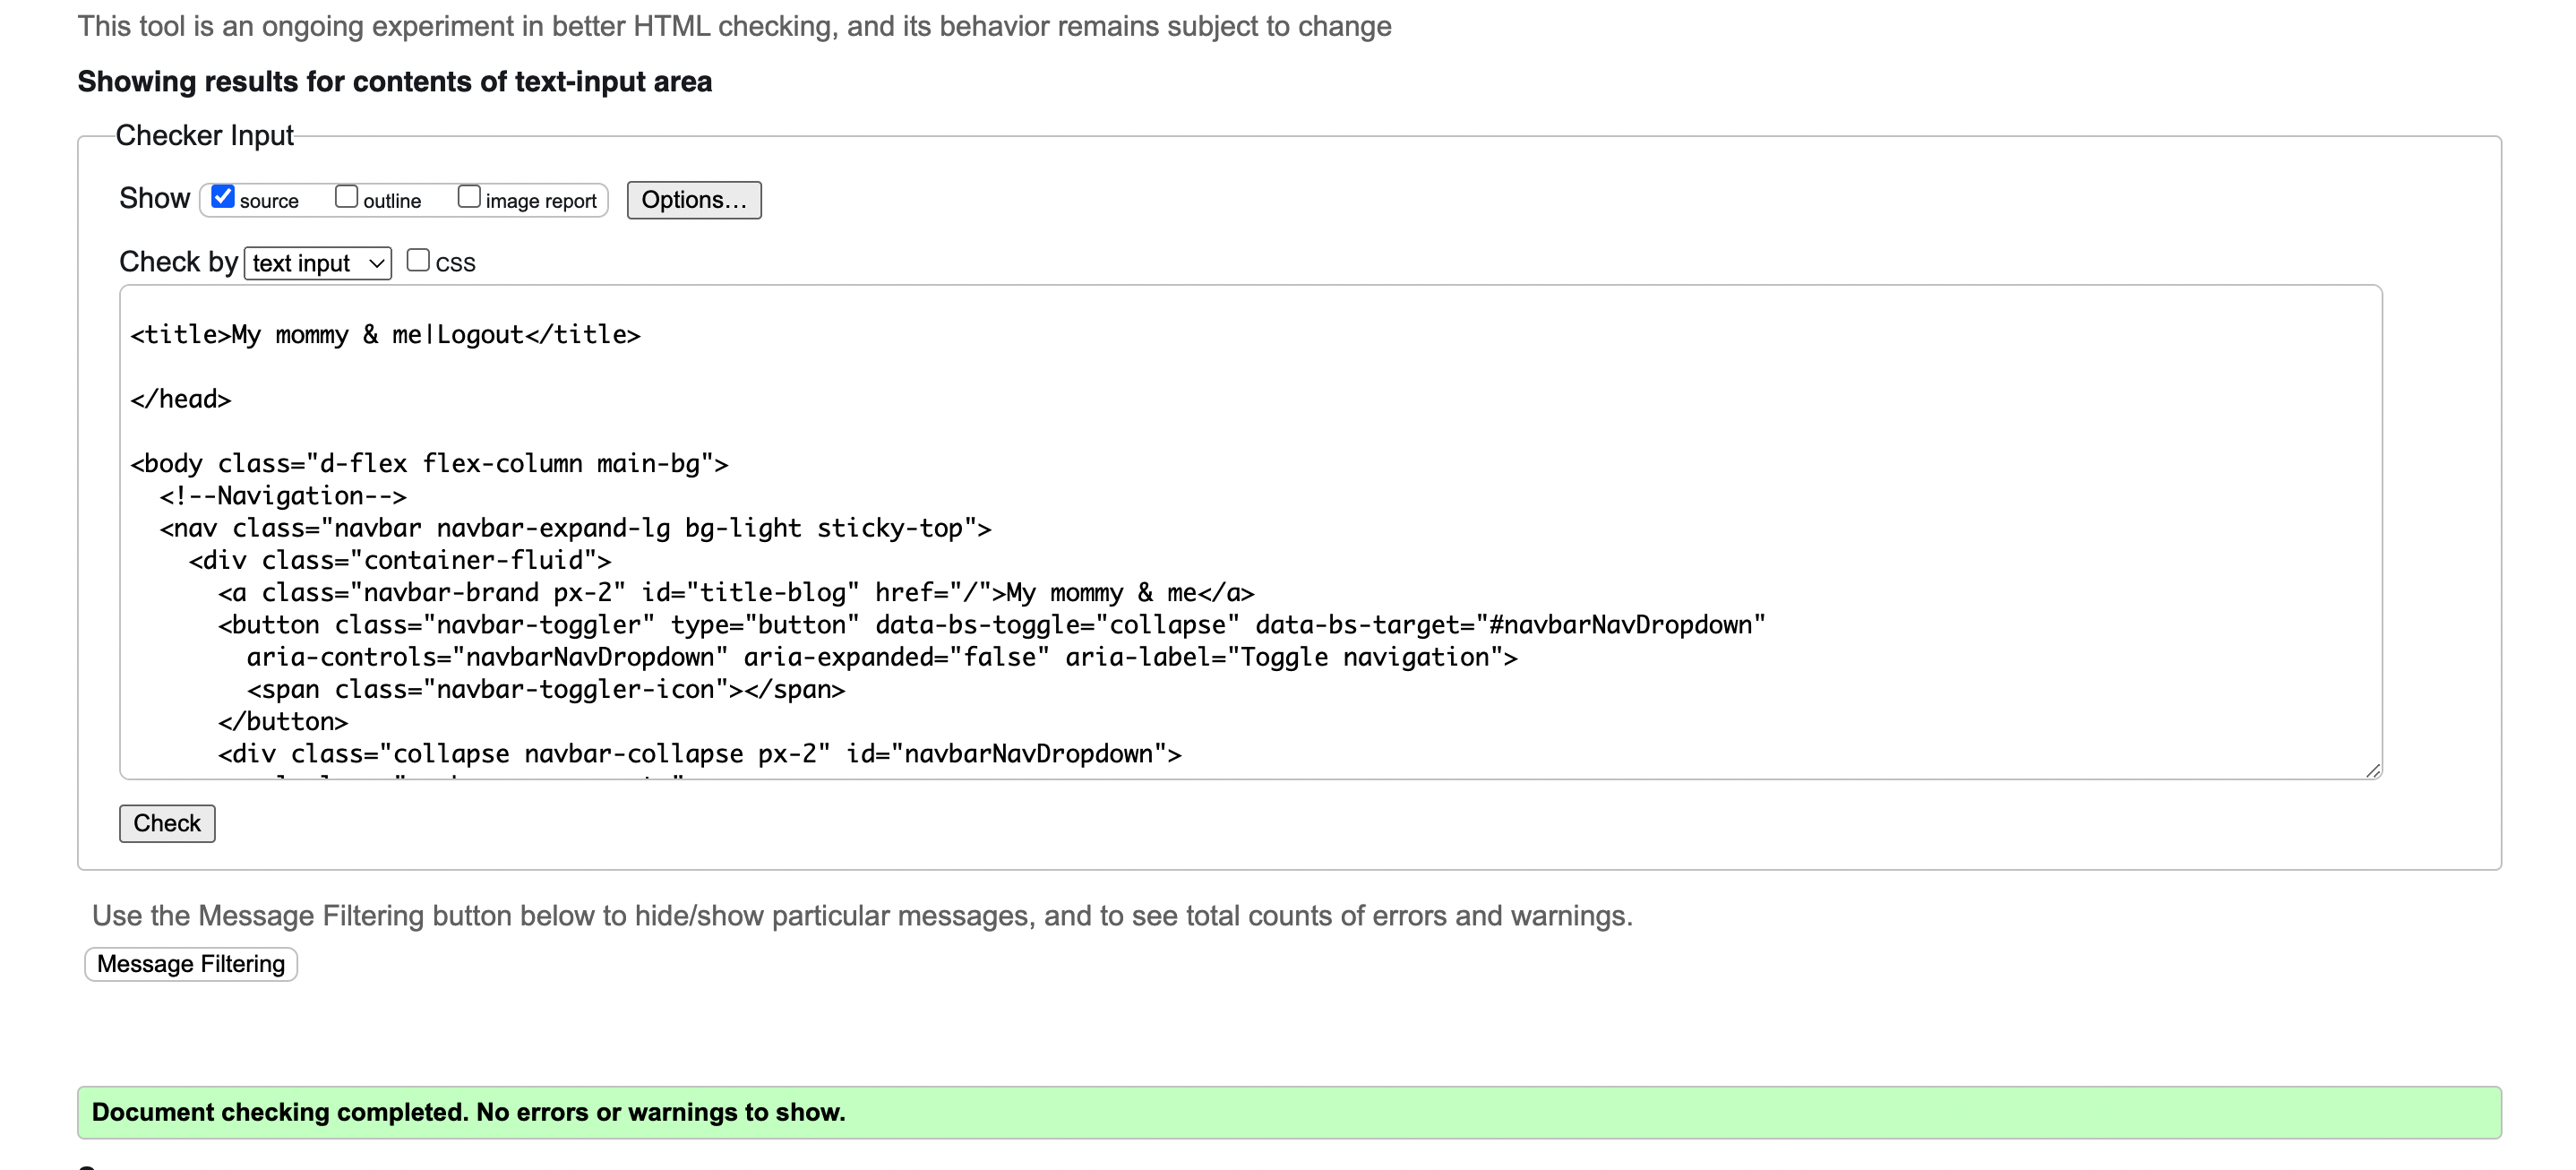 This tool is an ongoing experiment in better HTML checking, and its behavior remains subject to change
Showing results for contents of text-input area
Checker Input
Show source outline image report Options...
Check by text input CSS
<title>My mommy & me|Logout</title>
</head>
<body class="d-flex flex-column main-bg">
<!--Navigation-->
<nav class="navbar navbar-expand-lg bg-light sticky-top">
<div class="container-fluid">
<a class="navbar-brand px-2" id="title-blog" href="/">My mommy & me</a>
<button class="navbar-toggler" type="button" data-bs-toggle="collapse" data-bs-target="#navbarNavDropdown"
aria-controls="navbarNavDropdown" aria-expanded="false" aria-label="Toggle navigation">
<span class="navbar-toggler-icon"></span>
</button>
<div class="collapse navbar-collapse px-2" id="navbarNavDropdown">
Check
Use the Message Filtering button below to hide/show particular messages, and to see total counts of errors and warnings.
Message Filtering
Document checking completed. No errors or warnings to show.